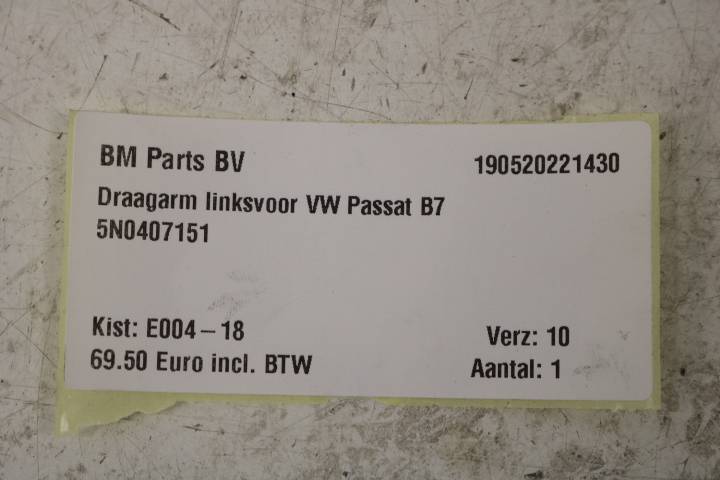 BM Parts BV 190520221430
Draagarm linksvoor VW Passat B7
5N0407151
Kist: E004-18 Verz: 10
69.50 Euro incl. BTW Aantal: 1